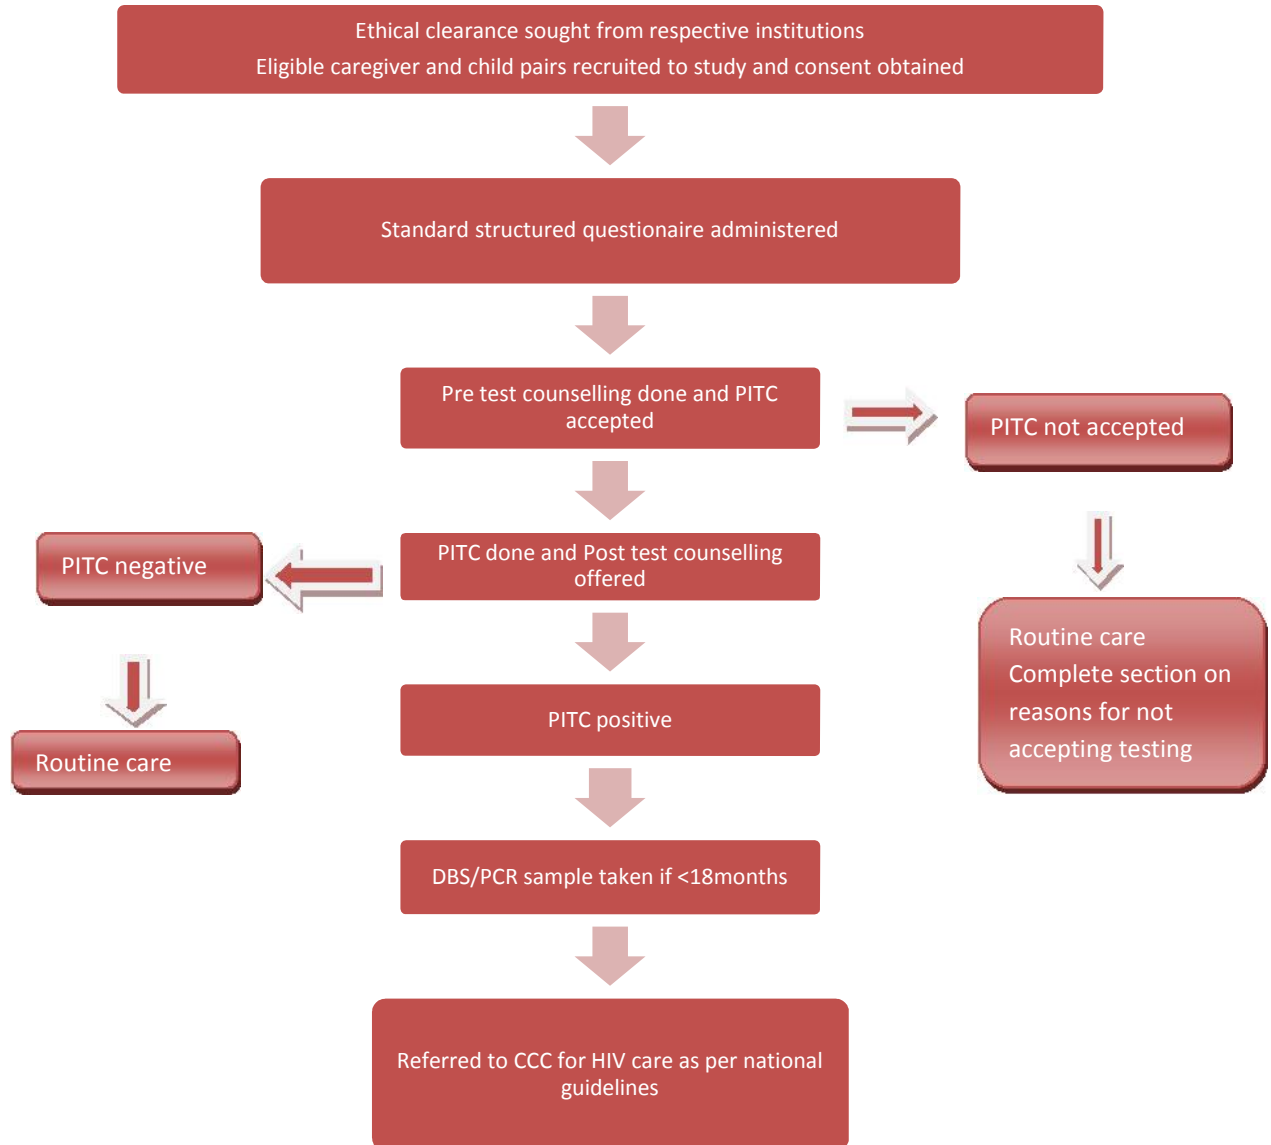 Ethical clearance sought from respective institutions
Eligible caregiver and child pairs recruited to study and consent obtained
Standard structured questionaire administered
Pre test counselling done and PITC
accepted
PITC not accepted
PITC done and Post test counselling
offered
PITC negative
Routine care
Complete section on
reasons for not
accepting testing
PITC positive
Routine care
DBS/PCR sample taken if <18months
Referred to CCC for HIV care as per national
guidelines